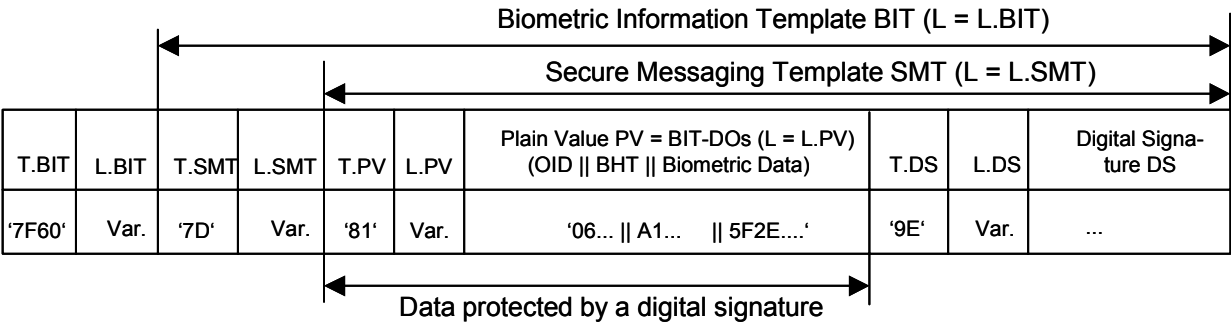 Biometric Information Template BIT (L = L.BIT)
Secure Messaging Template SMT (L = L.SMT)
T.BIT L.BIT T.SMT L.SMT T.PV L.PV Plain Value PV = BIT-DOs (L = L.PV) T.DS L.DS Digital Signa-
(OID || BHT || Biometric Data) ture DS
‘7F60‘ Var. ‘7D‘ Var. ‘81‘ Var. ‘06... || A1... || 5F2E....‘ ‘9E‘ Var. ...
Data protected by a digital signature